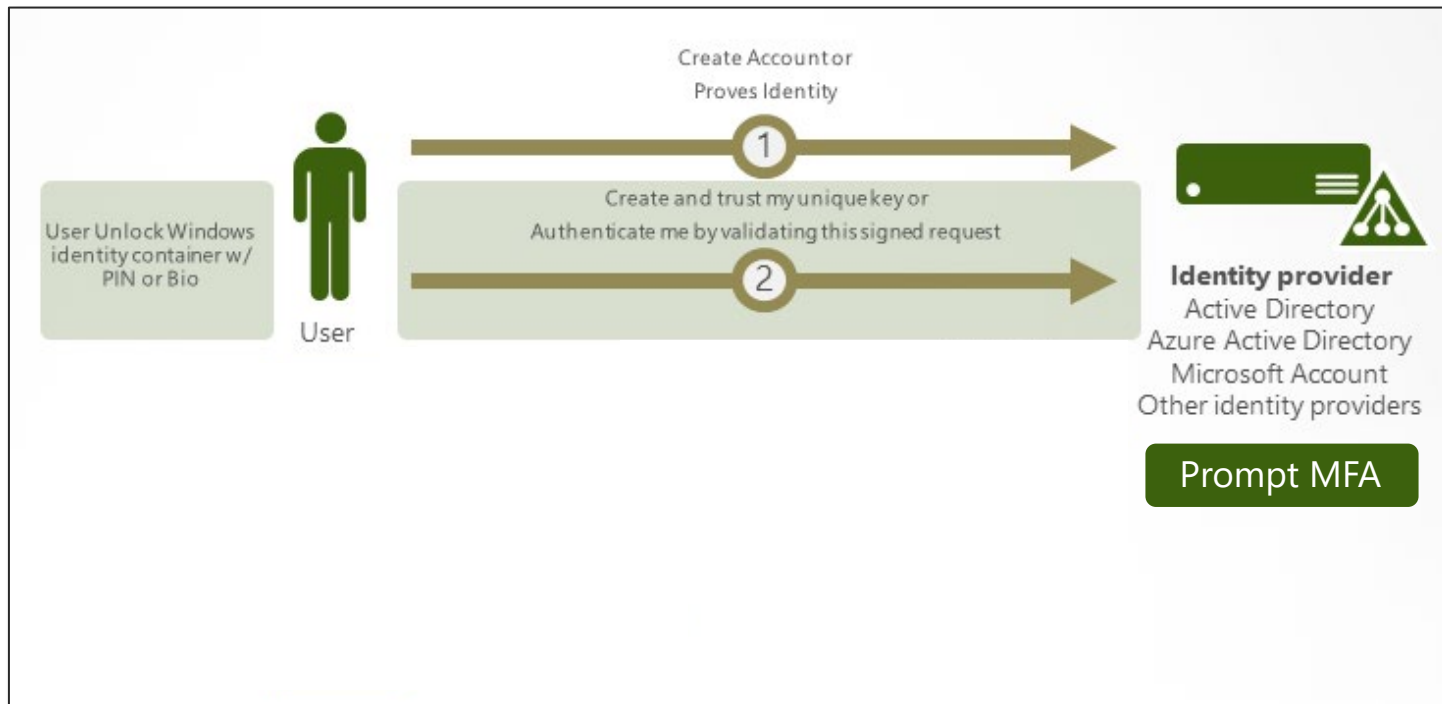 Create Account or
Proves Identity
1
User Unlock Windows
identity container w/
PIN or Bio
User
Create and trust my unique key or
Authenticate me by validating this signed request
2
Identity provider
Active Directory
Azure Active Directory
Microsoft Account
Other identity providers
Prompt MFA